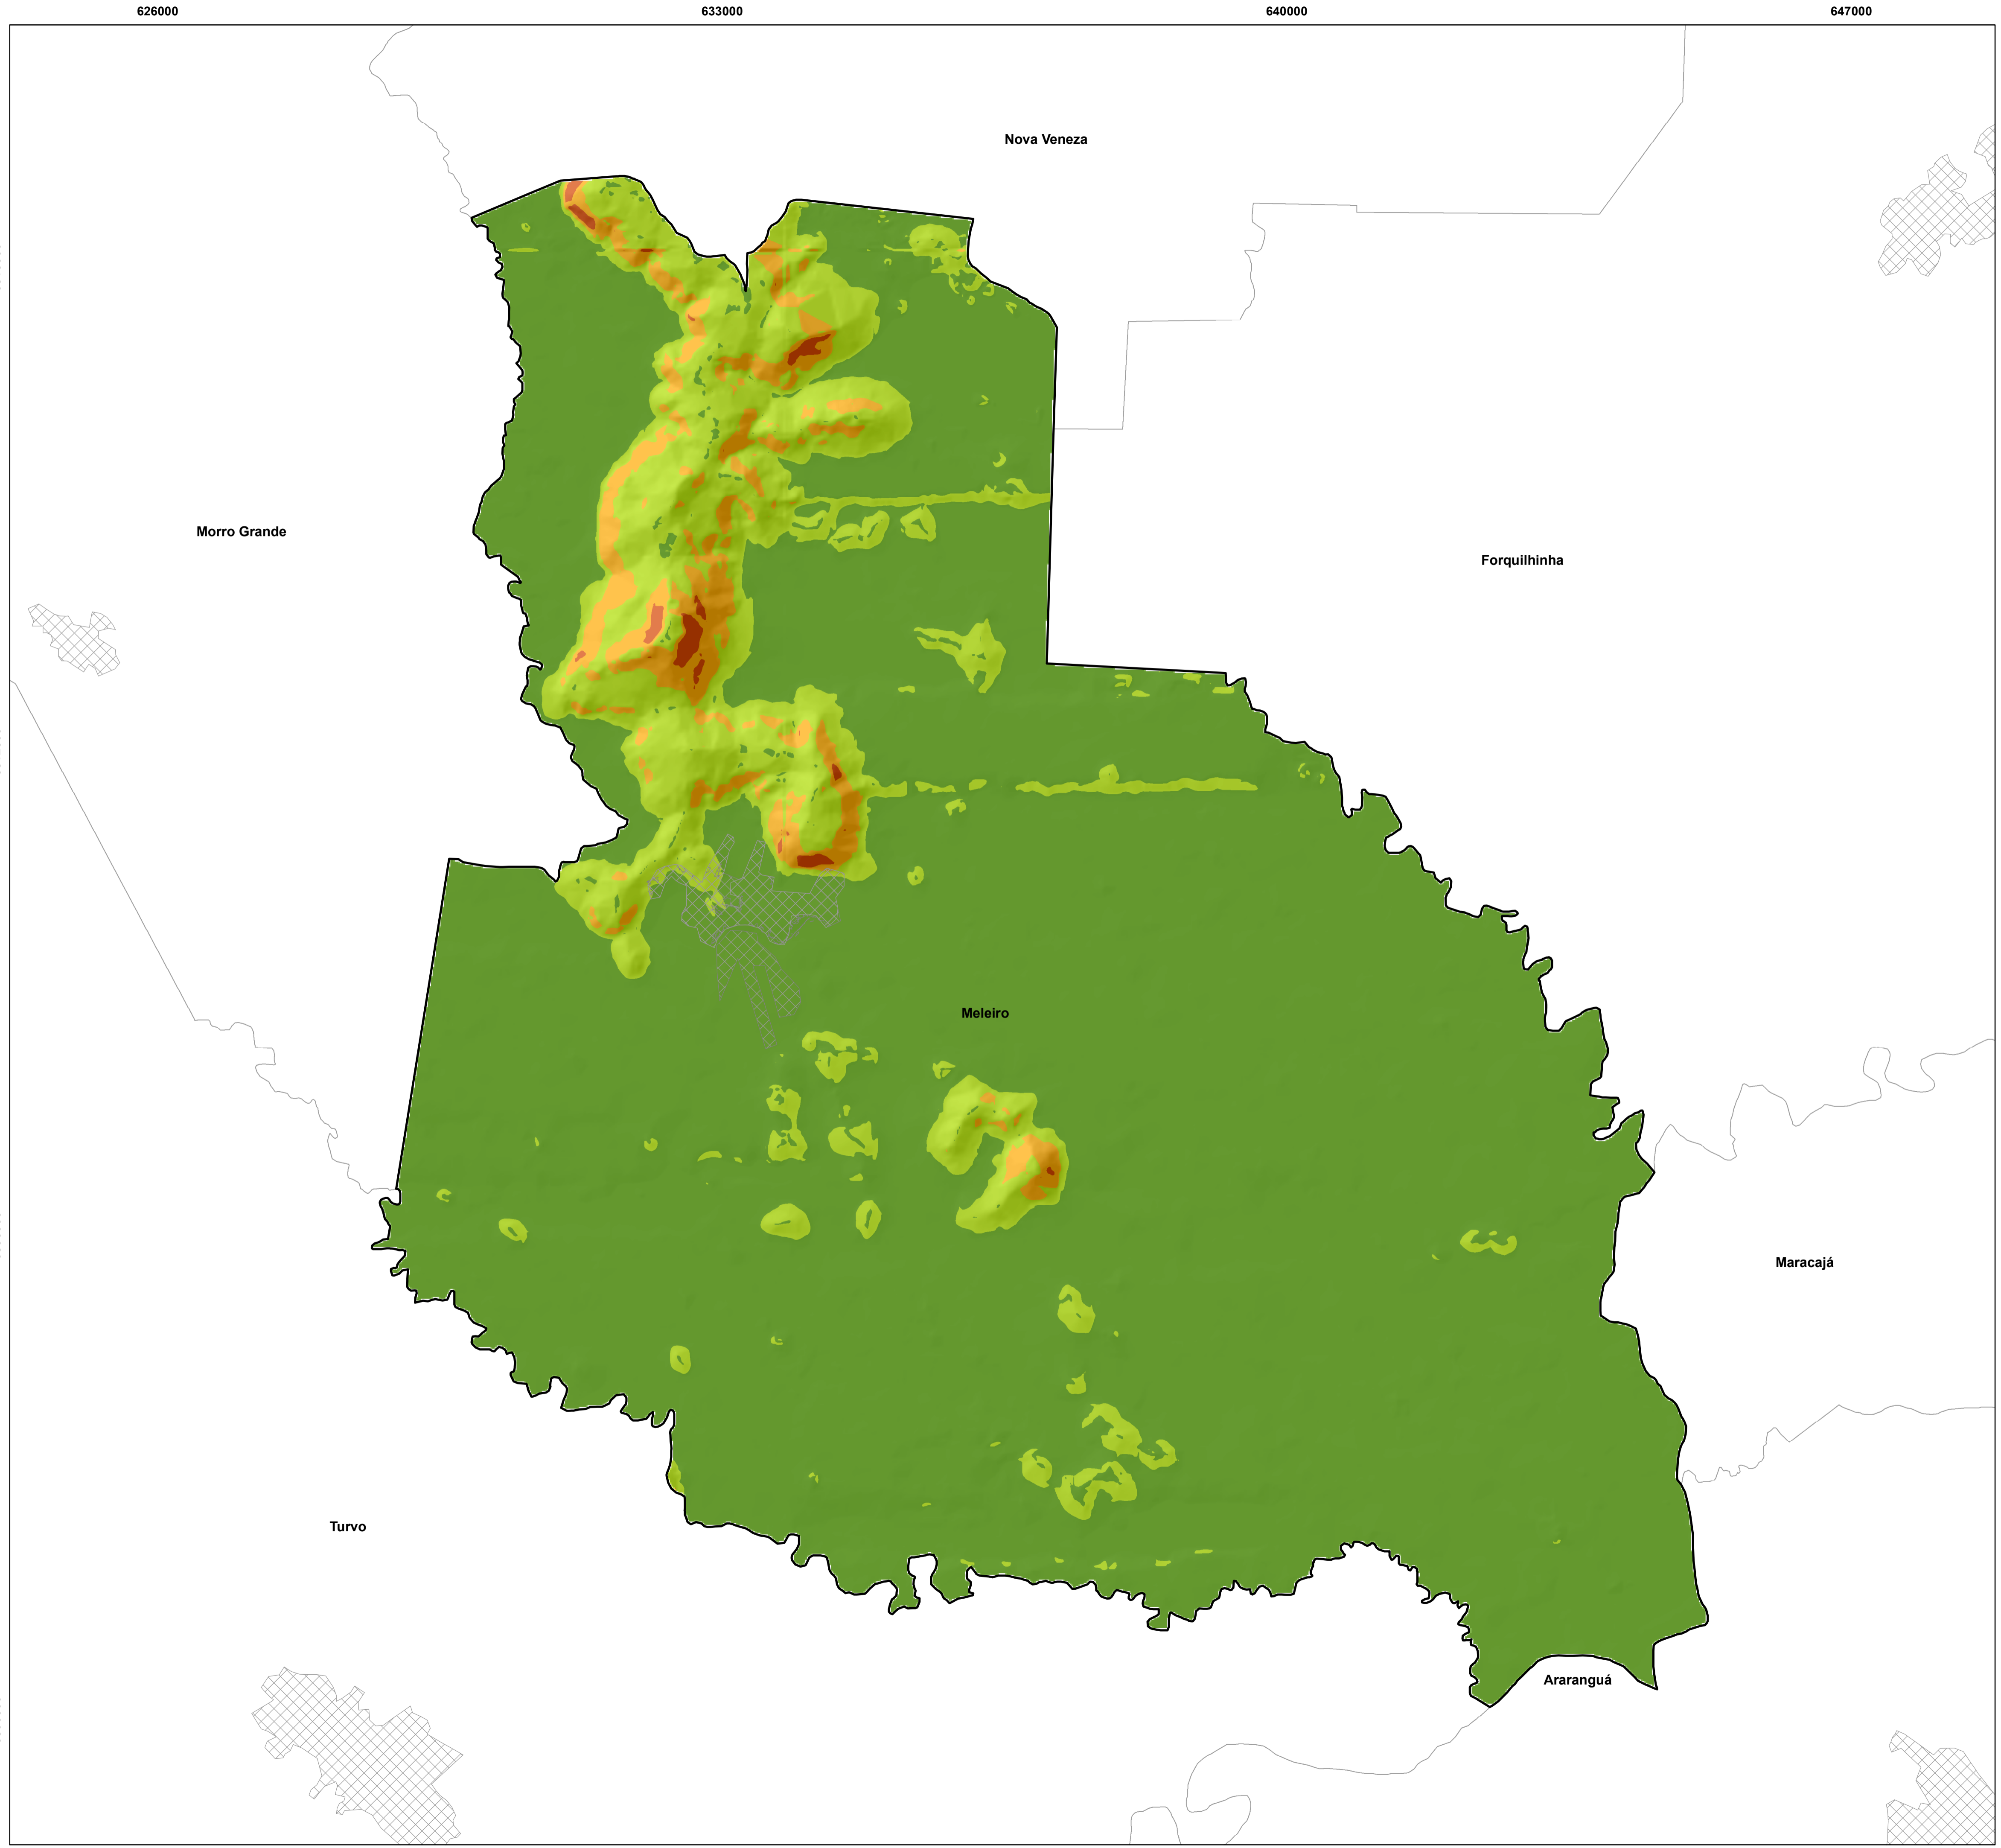 626000 633000 640000 647000
Nova Veneza
Morro Grande
Forquilhinha
Meleiro
Maracajá
Turvo
Araranguá